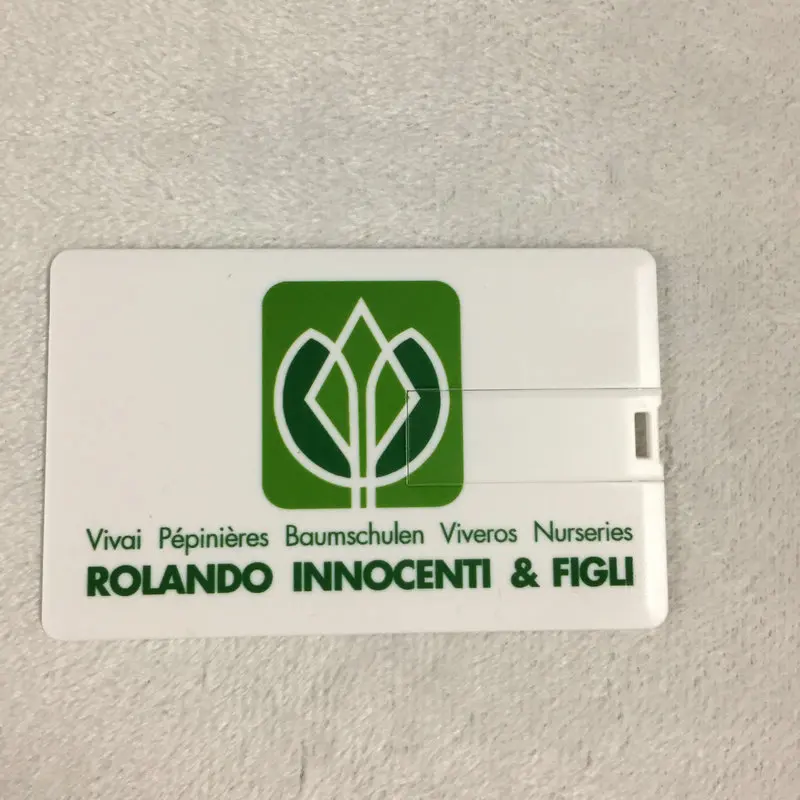 Vivai Pépinières Baumschulen Viveros Nurseries
ROLANDO INNOCENTI & FIGLI